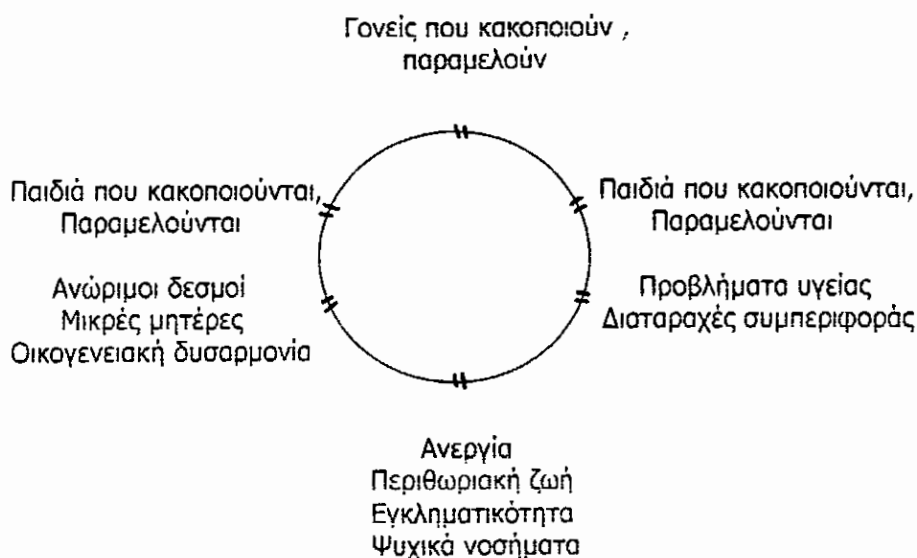 Γονείς που κακοποιούν ,
παραμελούν
Παιδιά που κακοποιούνται,
Παραμελούνται
Παιδιά που κακοποιούνται,
Παραμελούνται
Ανώριμοι δεσμοί
Μικρές μητέρες
Οικογενειακή δυσαρμονία
Προβλήματα υγείας
Διαταραχές συμπεριφοράς
Ανεργία
Περιθωριακή ζωή
Εγκληματικότητα
Ψυχικά νοσήματα